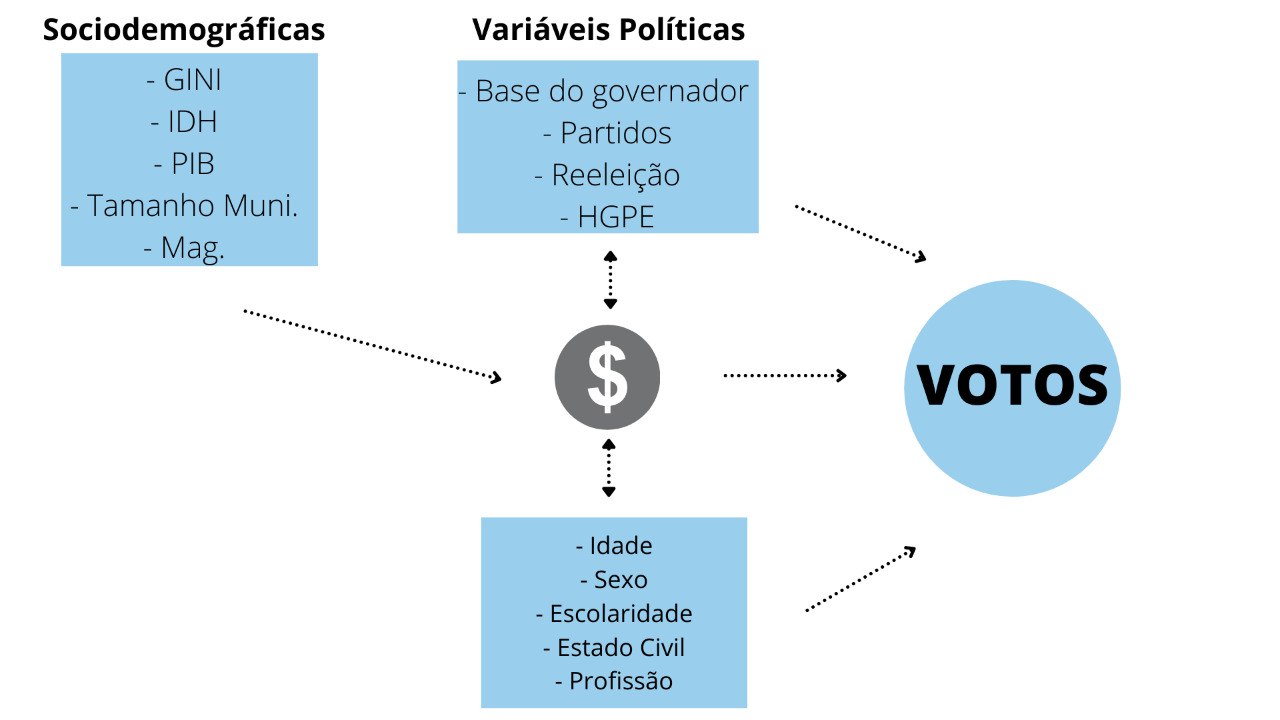 Sociodemográficas
- GINI
- IDH
- PIB
- Tamanho Muni.
- Mag.
Variáveis Políticas
- Base do governador
- Partidos
- Reeleição
- HGPE
$
VOTOS
- Idade
- Sexo
- Escolaridade
- Estado Civil
- Profissão